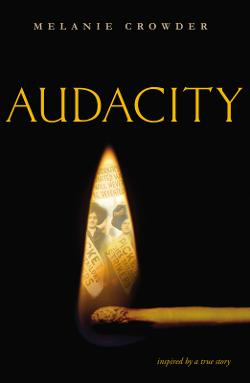 MELANIE CROWDER
AUDACITY
inspired by a true story